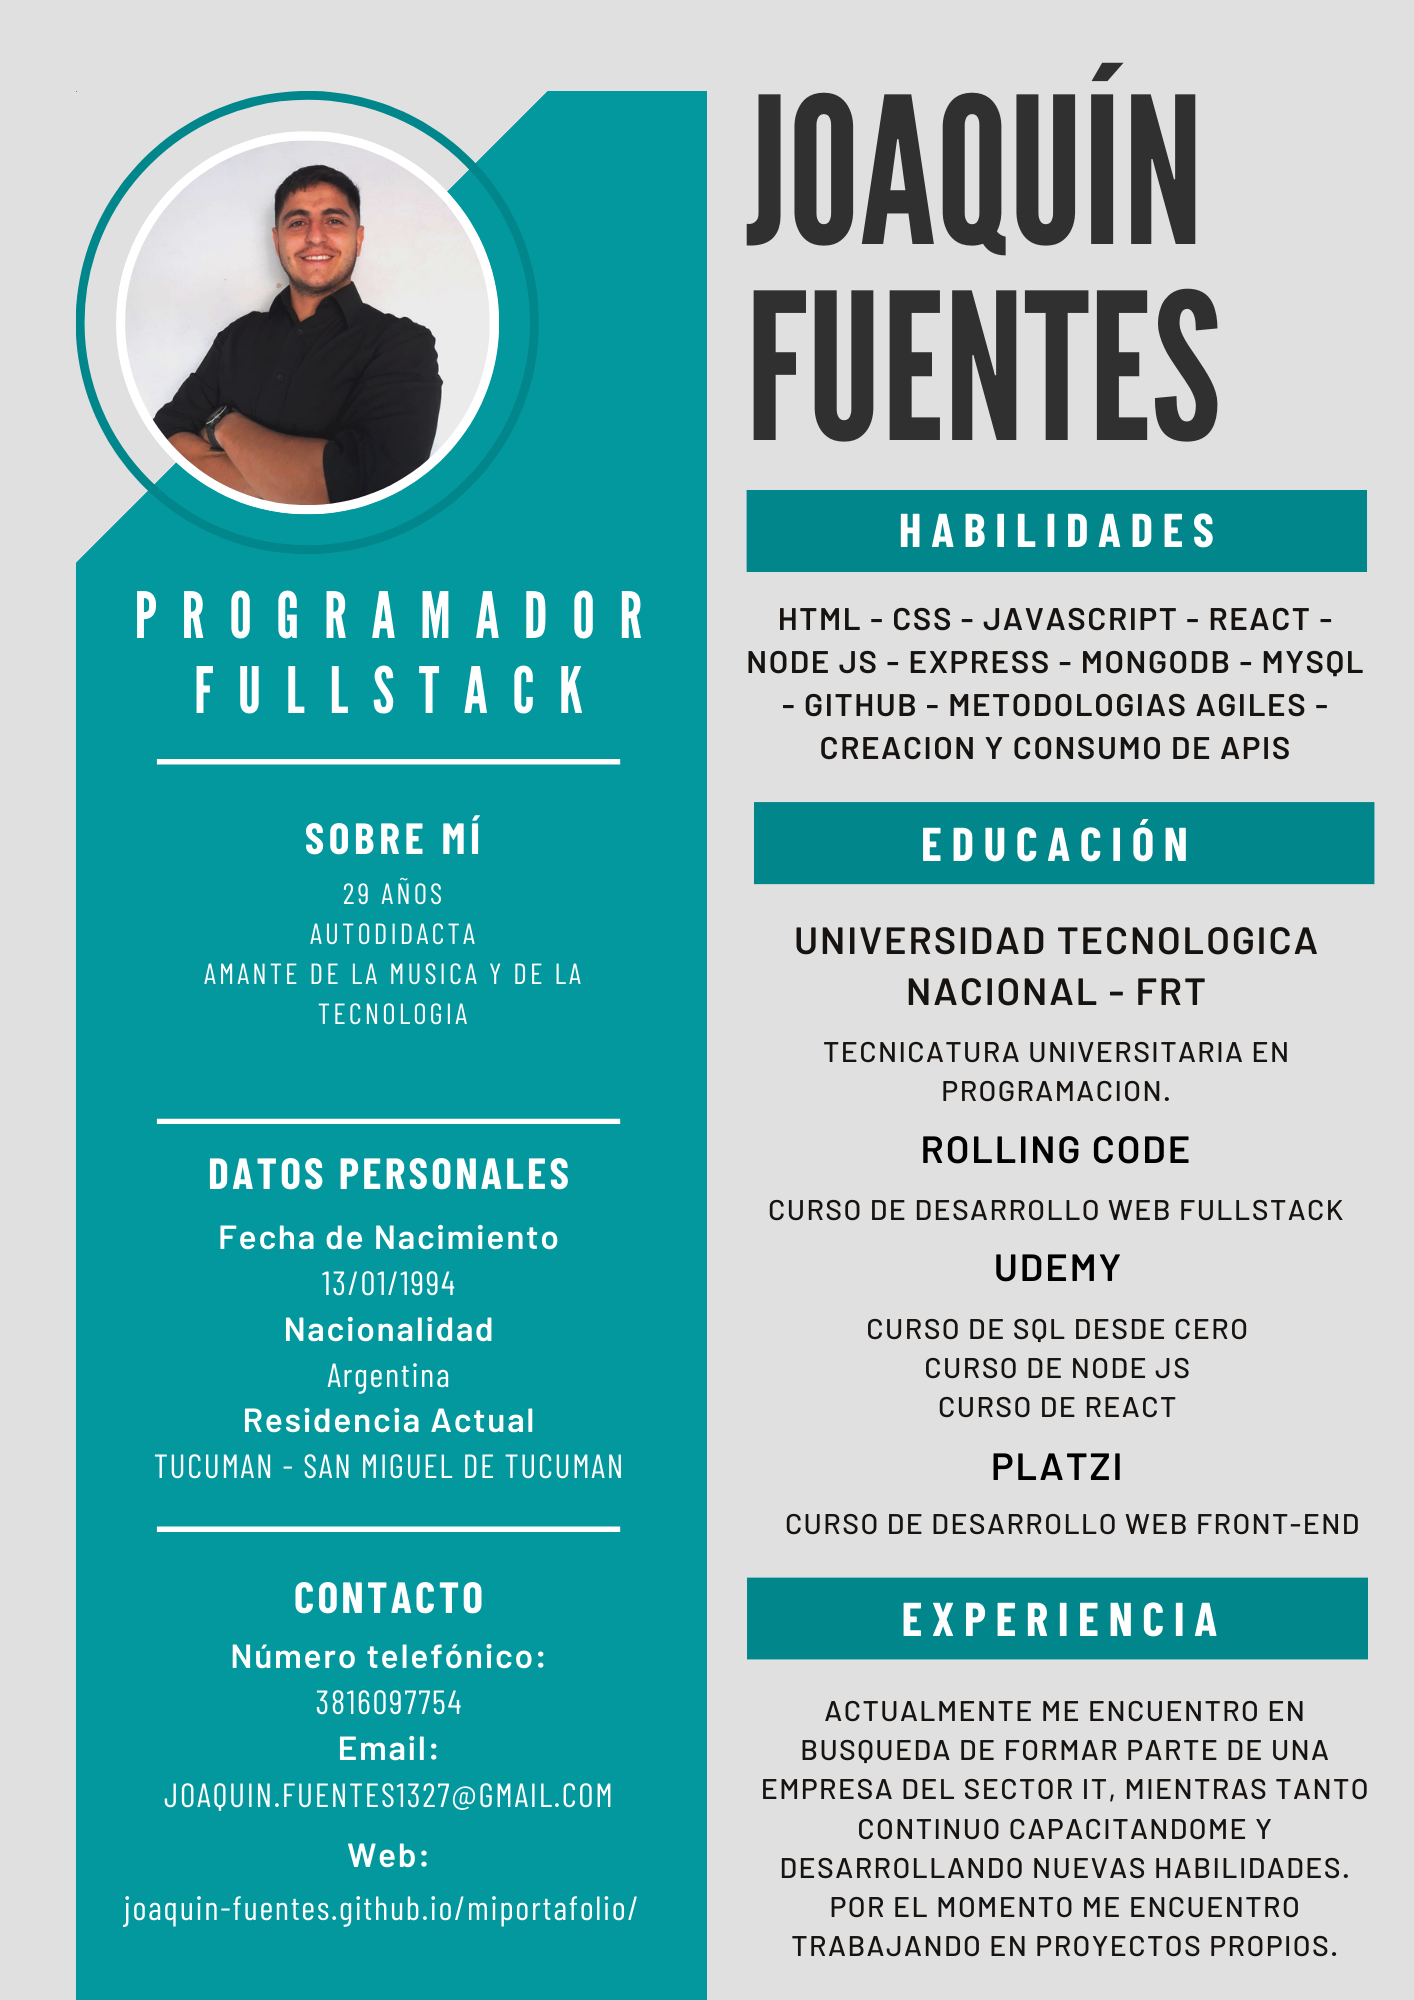 JOAQUÍN
FUENTES
PROGRAMADOR
FULLSTACK
SOBRE MÍ
29 AÑOS
AUTODIDACTA
AMANTE DE LA MUSICA Y DE LA
TECNOLOGIA
DATOS PERSONALES
Fecha de Nacimiento
13/01/1994
Nacionalidad
Argentina
Residencia Actual
TUCUMAN - SAN MIGUEL DE TUCUMAN
CONTACTO
Número telefónico:
3816097754
Email:
JOAQUIN.FUENTES1327@GMAIL.COM
Web:
joaquin-fuentes.github.io/miportafolio/
HABILIDADES
HTML - CSS - JAVASCRIPT - REACT -
NODE JS - EXPRESS - MONGODB - MYSQL
- GITHUB - METODOLOGIAS AGILES -
CREACION Y CONSUMO DE APIS
EDUCACIÓN
UNIVERSIDAD TECNOLOGICA
NACIONAL - FRT
TECNICATURA UNIVERSITARIA EN
PROGRAMACION.
ROLLING CODE
CURSO DE DESARROLLO WEB FULLSTACK
UDEMY
CURSO DE SQL DESDE CERO
CURSO DE NODE JS
CURSO DE REACT
PLATZI
CURSO DE DESARROLLO WEB FRONT-END
EXPERIENCIA
ACTUALMENTE ME ENCUENTRO EN
BUSQUEDA DE FORMAR PARTE DE UNA
EMPRESA DEL SECTOR IT, MIENTRAS TANTO
CONTINUO CAPACITANDOME Y
DESARROLLANDO NUEVAS HABILIDADES.
POR EL MOMENTO ME ENCUENTRO
TRABAJANDO EN PROYECTOS PROPIOS.